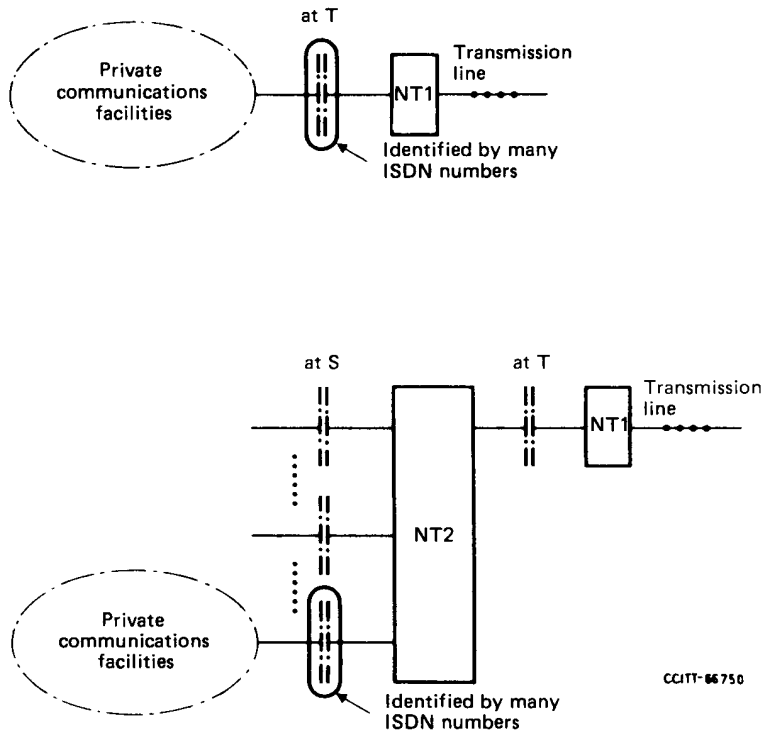 at T
Private
communications
facilities
NT1
Transmission
line
Identified by many
ISDN numbers
at S
at T
NT1
Transmission
line
NT2
Private
communications
facilities
Identified by many
ISDN numbers
CCITT-66750